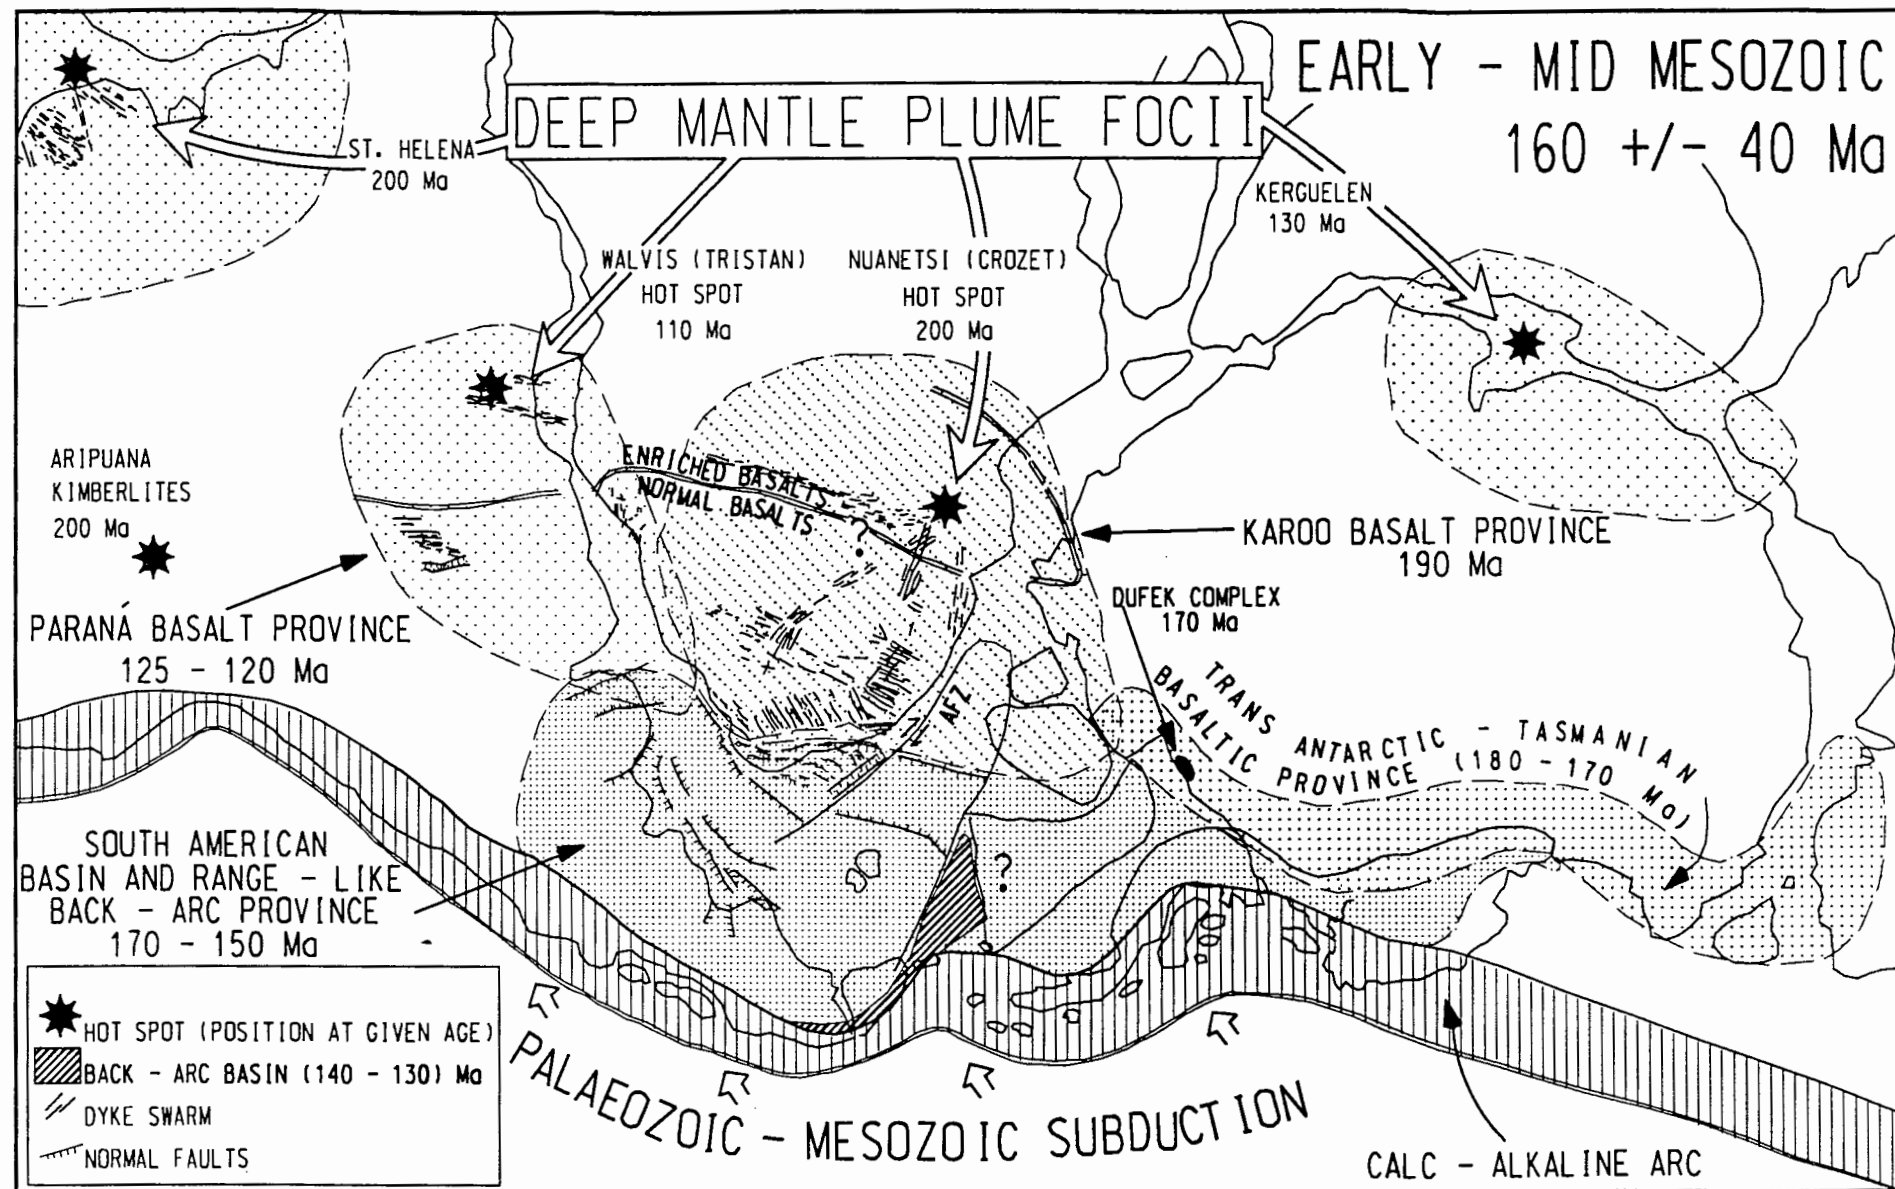 EARLY - MID MESOZOIC
160 +/- 40 Ma
DEEP MANTLE PLUME FOCII
ST. HELENA
200 Ma
KERGUELEN
130 Ma
WALVIS (TRISTAN)
HOT SPOT
110 Ma
NUANETSI (CROZET)
HOT SPOT
200 Ma
ARIPUANA
KIMBERLITES
200 Ma
ENRICHED BASALTS
NORMAL BASALTS
?
KAROO BASALT PROVINCE
190 Ma
DUFEK COMPLEX
170 Ma
PARANÁ BASALT PROVINCE
125 - 120 Ma
AFZ
TRANS ANTARCTIC - TASMANIAN
BASALTIC PROVINCE (180 - 170 Ma)
SOUTH AMERICAN
BASIN AND RANGE - LIKE
BACK - ARC PROVINCE
170 - 150 Ma
?
HOT SPOT (POSITION AT GIVEN AGE)
BACK - ARC BASIN (140 - 130) Ma
DYKE SWARM
NORMAL FAULTS
PALAEOZOIC - MESOZOIC SUBDUCTION
CALC - ALKALINE ARC